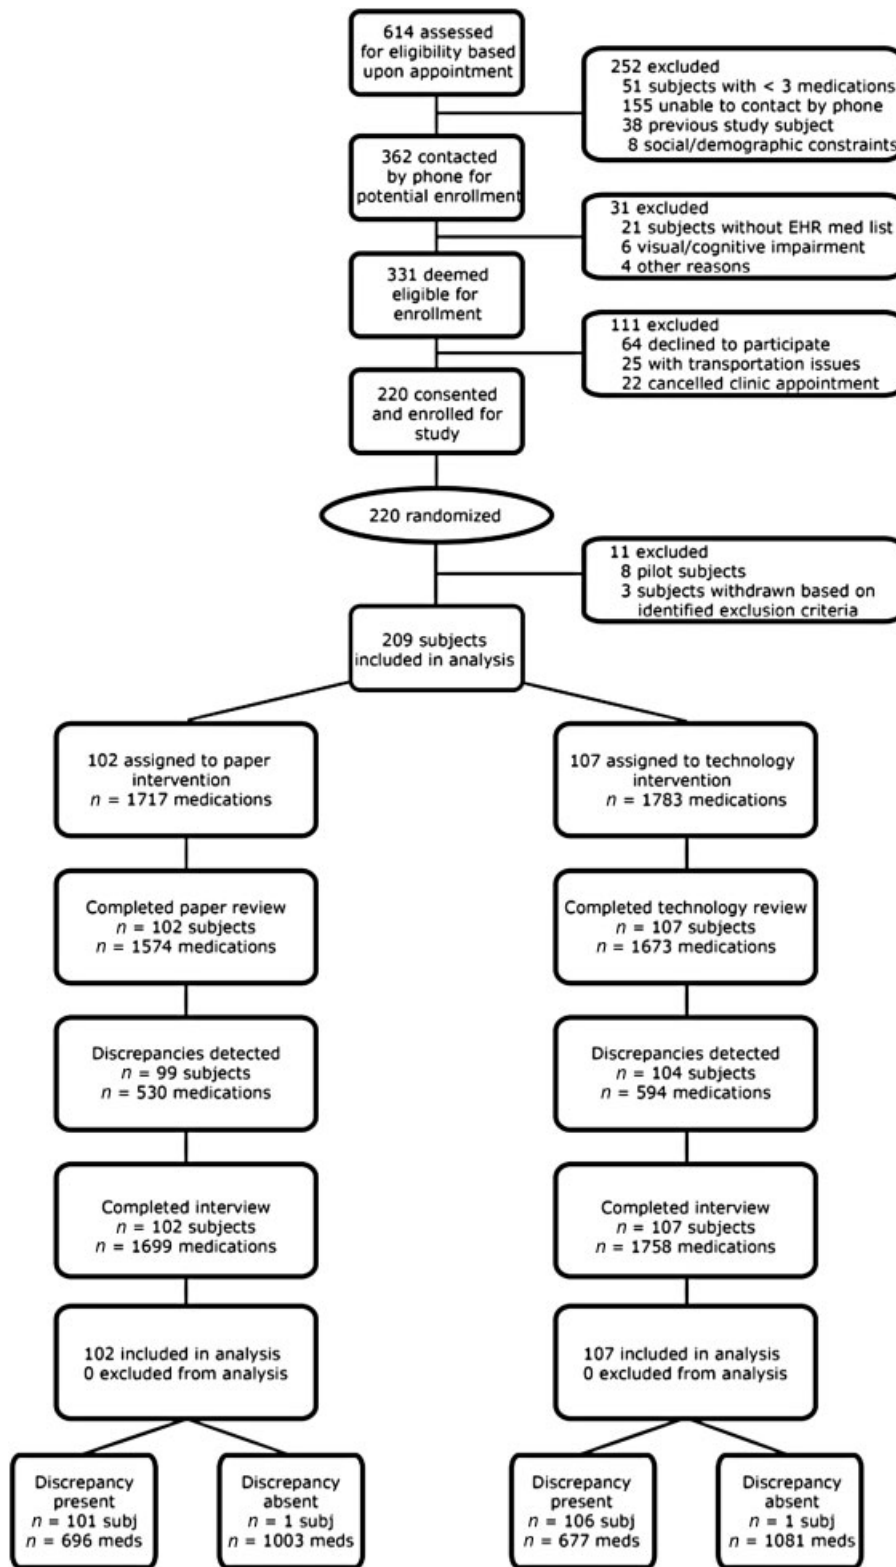 614 assessed
for eligibility based
upon appointment
252 excluded
51 subjects with < 3 medications
155 unable to contact by phone
38 previous study subject
8 social/demographic constraints
362 contacted
by phone for
potential enrollment
31 excluded
21 subjects without EHR med list
6 visual/cognitive impairment
4 other reasons
331 deemed
eligible for
enrollment
111 excluded
64 declined to participate
25 with transportation issues
22 cancelled clinic appointment
220 consented
and enrolled for
study
220 randomized
11 excluded
8 pilot subjects
3 subjects withdrawn based on
identified exclusion criteria
209 subjects
included in analysis
102 assigned to paper
intervention
n = 1717 medications
107 assigned to technology
intervention
n = 1783 medications
Completed paper review
n = 102 subjects
n = 1574 medications
Completed technology review
n = 107 subjects
n = 1673 medications
Discrepancies detected
n = 99 subjects
n = 530 medications
Discrepancies detected
n = 104 subjects
n = 594 medications
Completed interview
n = 102 subjects
n = 1699 medications
Completed interview
n = 107 subjects
n = 1758 medications
102 included in analysis
0 excluded from analysis
107 included in analysis
0 excluded from analysis
Discrepancy
present
n = 101 subj
n = 696 meds
Discrepancy
absent
n = 1 subj
n = 1003 meds
Discrepancy
present
n = 106 subj
n = 677 meds
Discrepancy
absent
n = 1 subj
n = 1081 meds